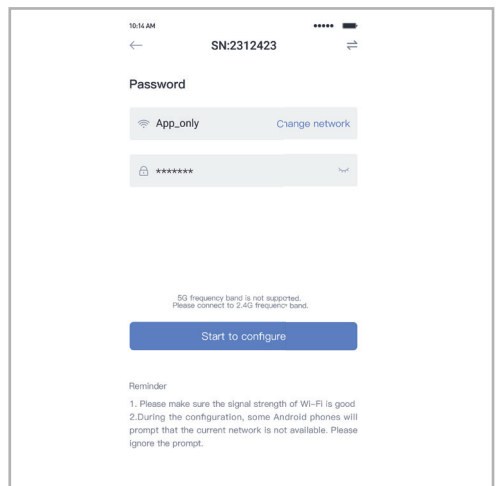 10:14 AM
SN:2312423
Password
App_only Change network
*******
5G frequency band is not supported.
Please connect to 2.4G frequency band.
Start to configure
Reminder
1. Please make sure the signal strength of Wi-Fi is good
2.During the configuration, some Android phones will
prompt that the current network is not available. Please
ignore the prompt.